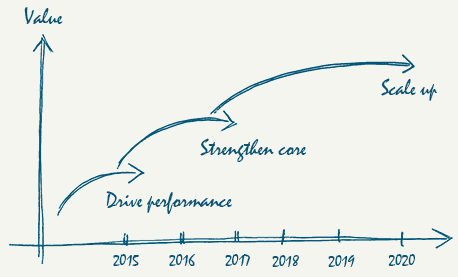 Value
Scale up
Strengthen core
Drive performance
2015 2016 2017 2018 2019 2020